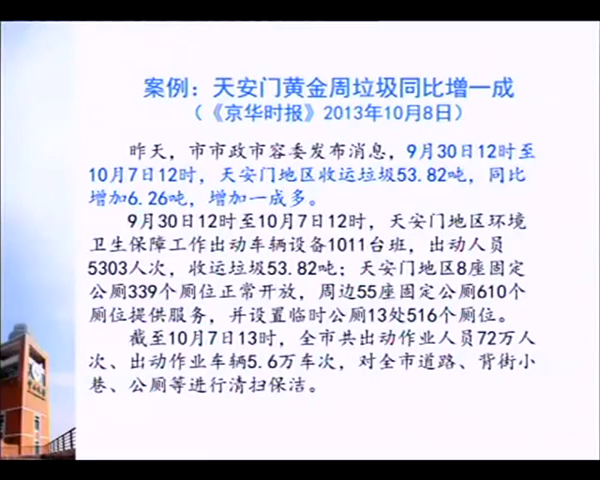 案例：天安门黄金周垃圾同比增一成
（《京华时报》2013年10月8日）
昨天，市市政市容委发布消息，9月30日12时至
10月7日12时，天安门地区收运垃圾53.82吨，同比
增加6.26吨，增加一成多。
9月30日12时至10月7日12时，天安门地区环境
卫生保障工作出动车辆设备1011台班，出动人员
5303人次，收运垃圾53.82吨；天安门地区8座固定
公厕339个厕位正常开放，周边55座固定公厕610个
厕位提供服务，并设置临时公厕13处516个厕位。
截至10月7日13时，全市共出动作业人员72万人
次、出动作业车辆5.6万车次，对全市道路、背街小
巷、公厕等进行清扫保洁。